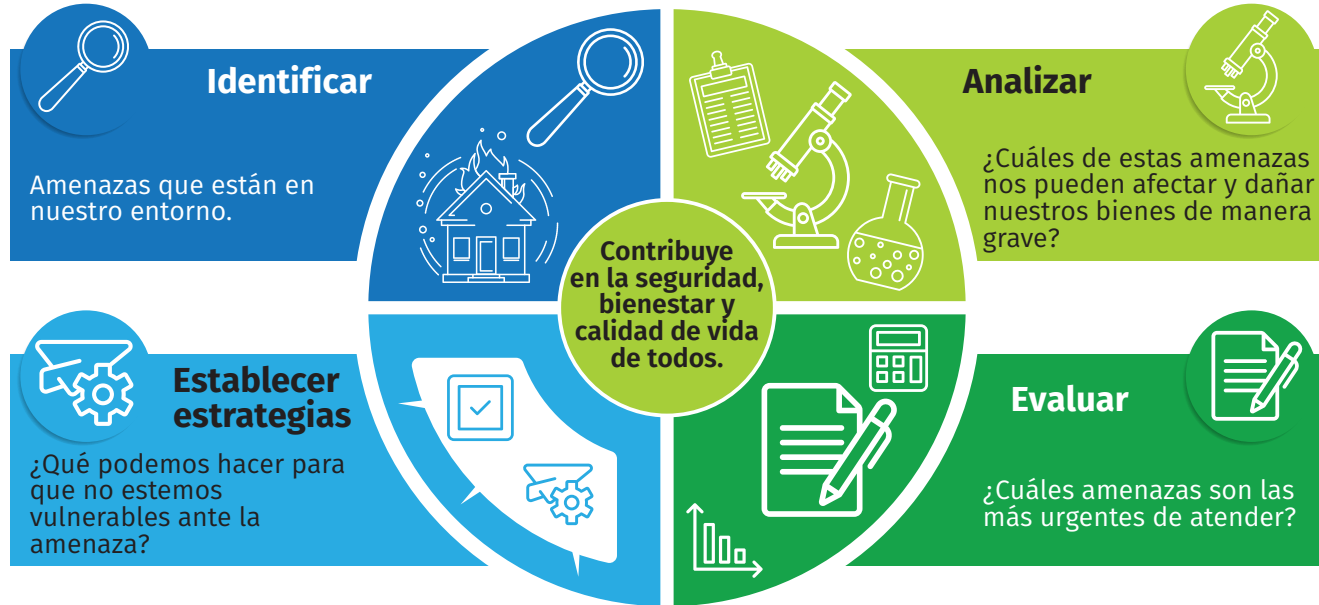 Identificar
Amenazas que están en
nuestro entorno.
Analizar
¿Cuáles de estas amenazas
nos pueden afectar y dañar
nuestros bienes de manera
grave?
Contribuye
en la seguridad,
bienestar y
calidad de vida
de todos.
Establecer
estrategias
¿Qué podemos hacer para
que no estemos
vulnerables ante la
amenaza?
Evaluar
¿Cuáles amenazas son las
más urgentes de atender?